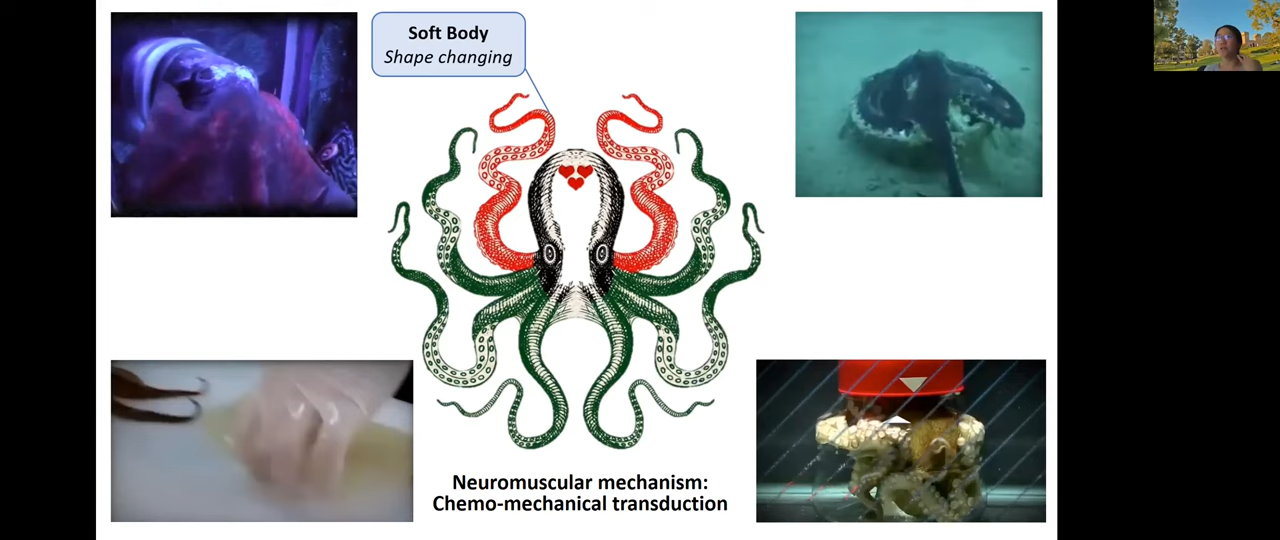 Soft Body
Shape changing
Neuromuscular mechanism:
Chemo-mechanical transduction